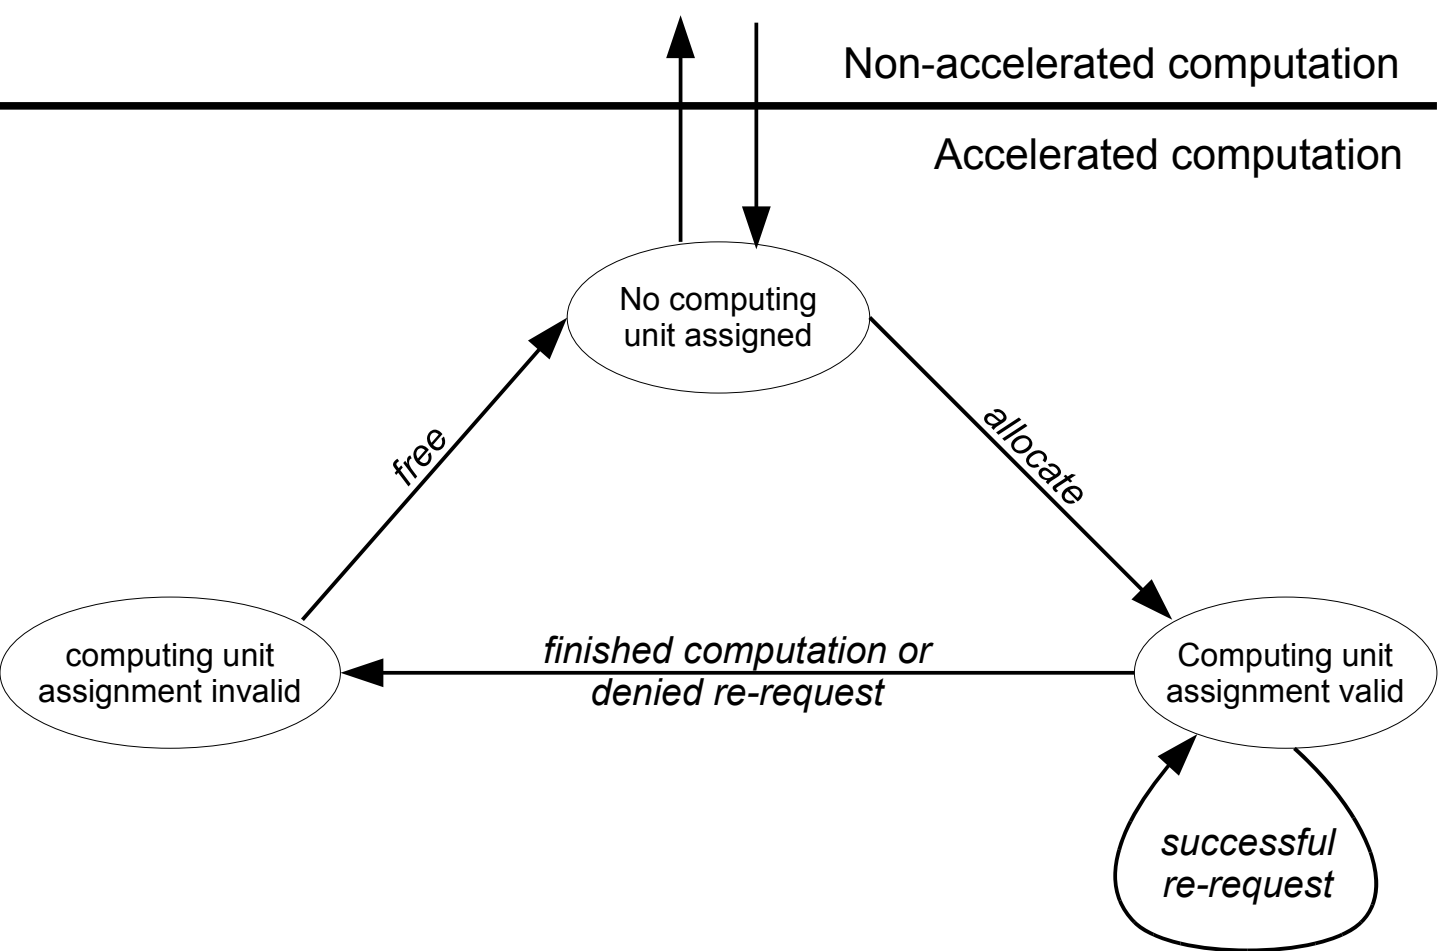 Non-accelerated computation
Accelerated computation
No computing
unit assigned
free
allocate
computing unit
assignment invalid
finished computation or
denied re-request
Computing unit
assignment valid
successful
re-request